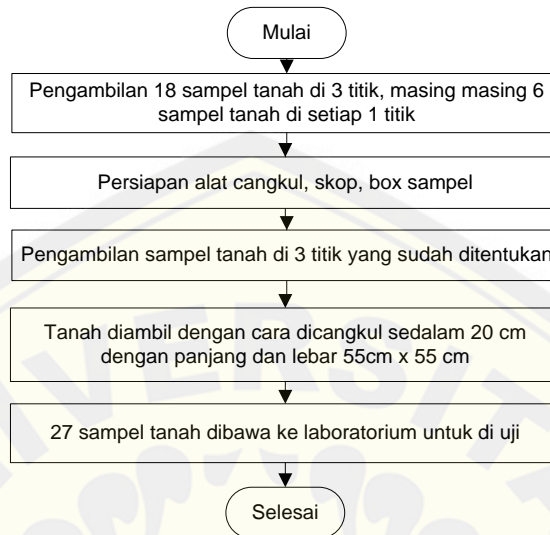 Mulai
Pengambilan 18 sampel tanah di 3 titik, masing masing 6
sampel tanah di setiap 1 titik
Persiapan alat cangkul, skop, box sampel
Pengambilan sampel tanah di 3 titik yang sudah ditentukan
Tanah diambil dengan cara dicangkul sedalam 20 cm
dengan panjang dan lebar 55cm x 55 cm
27 sampel tanah dibawa ke laboratorium untuk di uji
Selesai